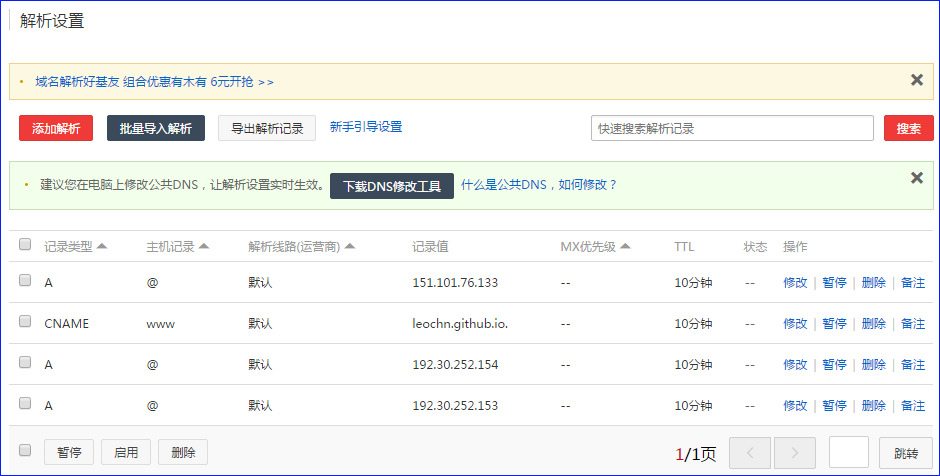 解析设置
域名解析好基友 组合优惠有木有 6元开抢 >>
添加解析 批量导入解析 导出解析记录 新手引导设置 快速搜索解析记录 搜索
建议您在电脑上修改公共DNS，让解析设置实时生效。 下载DNS修改工具 什么是公共DNS，如何修改？
记录类型 主机记录 解析线路(运营商) 记录值 MX优先级 TTL 状态 操作
A @ 默认 151.101.76.133 -- 10分钟 -- 修改 | 暂停 | 删除 | 备注
CNAME www 默认 leochn.github.io. -- 10分钟 -- 修改 | 暂停 | 删除 | 备注
A @ 默认 192.30.252.154 -- 10分钟 -- 修改 | 暂停 | 删除 | 备注
A @ 默认 192.30.252.153 -- 10分钟 -- 修改 | 暂停 | 删除 | 备注
暂停 启用 删除 1/1页 < > 跳转